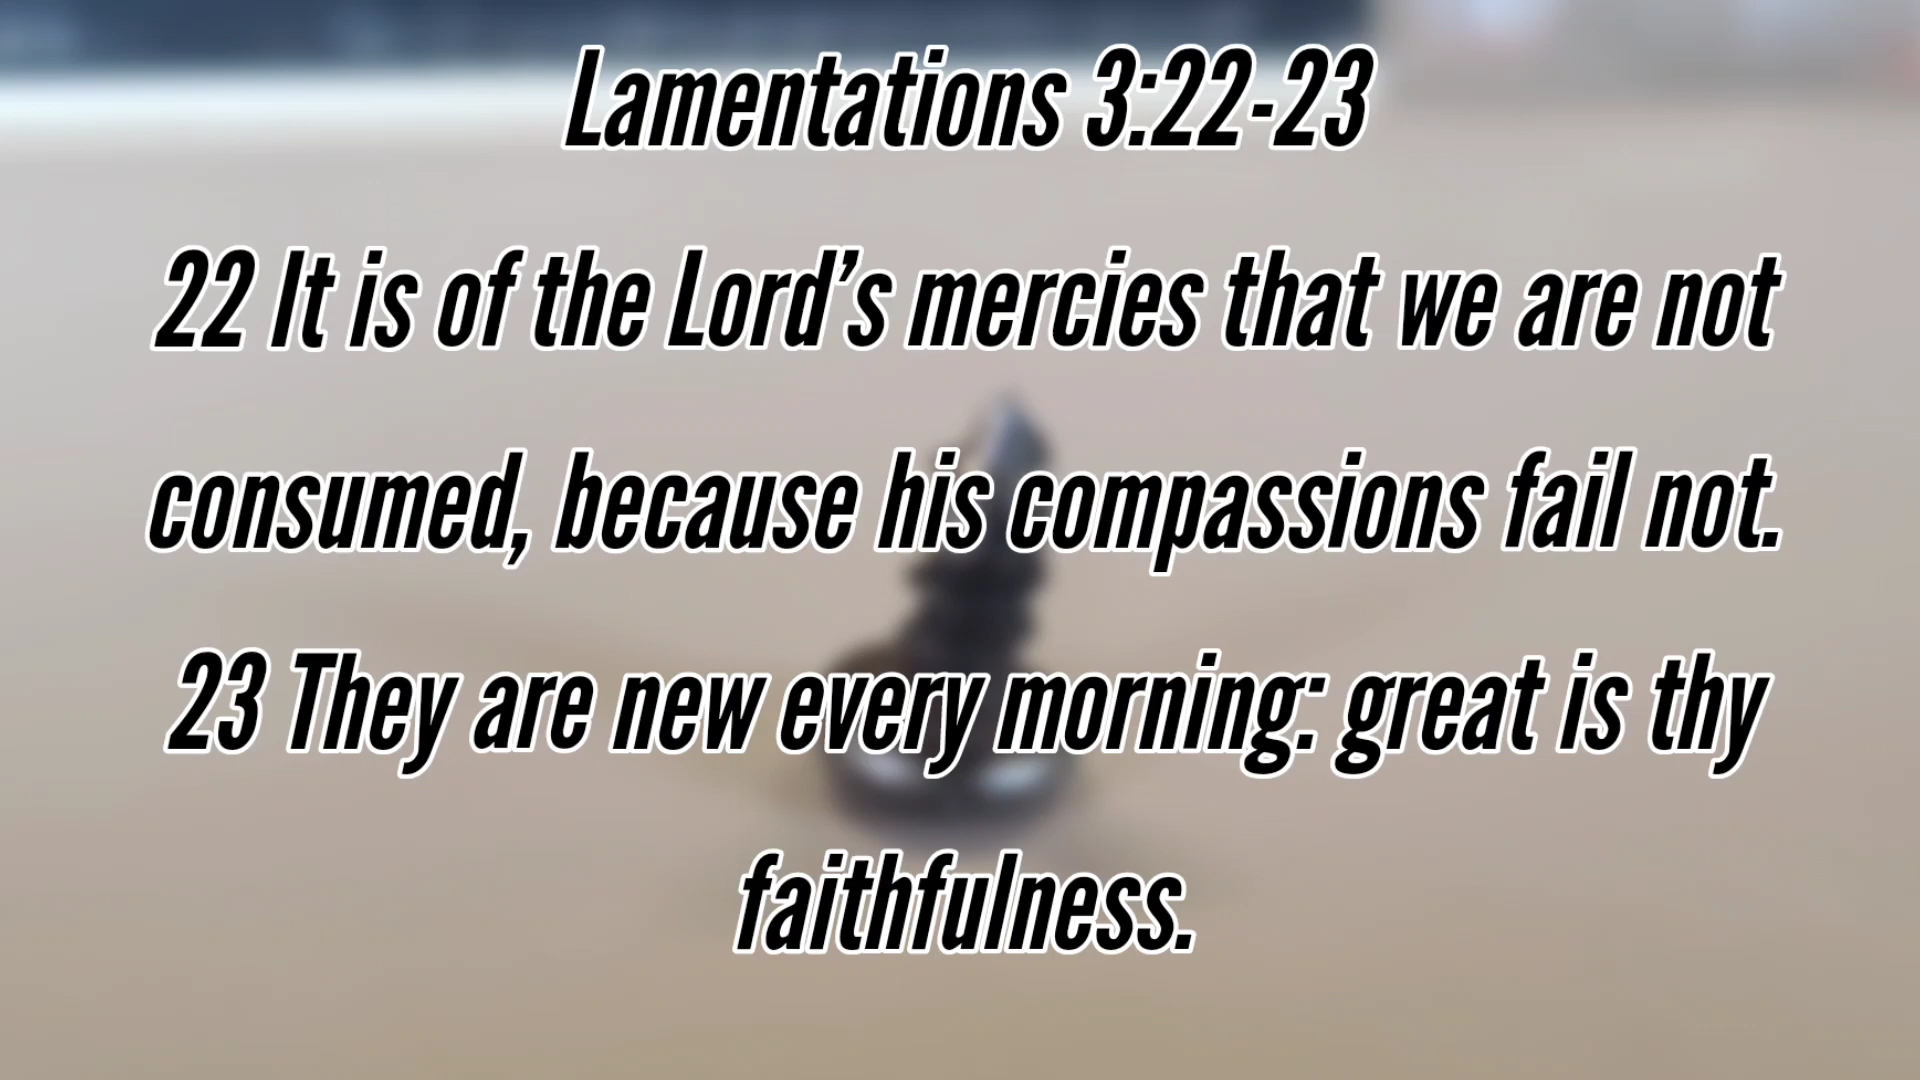 Lamentations 3:22-23
22 It is of the Lord’s mercies that we are not
consumed, because his compassions fail not.
23 They are new every morning: great is thy
faithfulness.